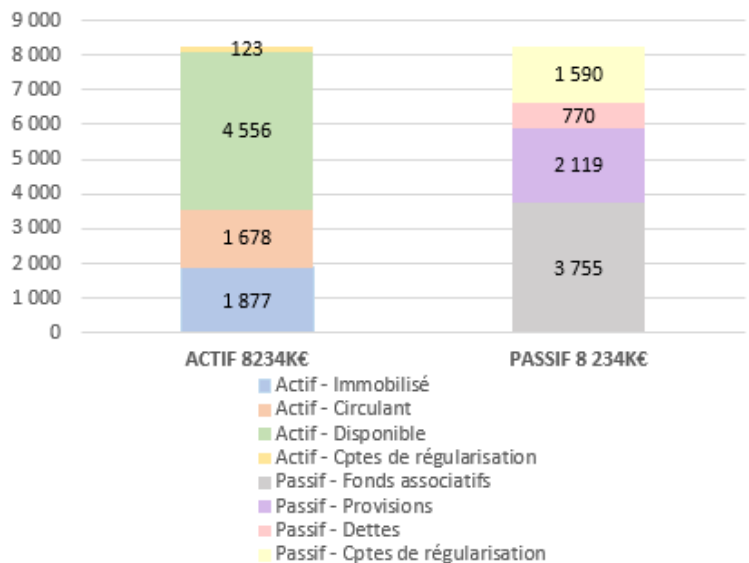 9 000
8 000
7 000
6 000
5 000
4 000
3 000
2 000
1 000
0
123
4 556
1 678
1 877
1 590
770
2 119
3 755
ACTIF 8234K€
PASSIF 8 234K€
Actif - Immobilisé
Actif - Circulant
Actif - Disponible
Actif - Cptes de régularisation
Passif - Fonds associatifs
Passif - Provisions
Passif - Dettes
Passif - Cptes de régularisation